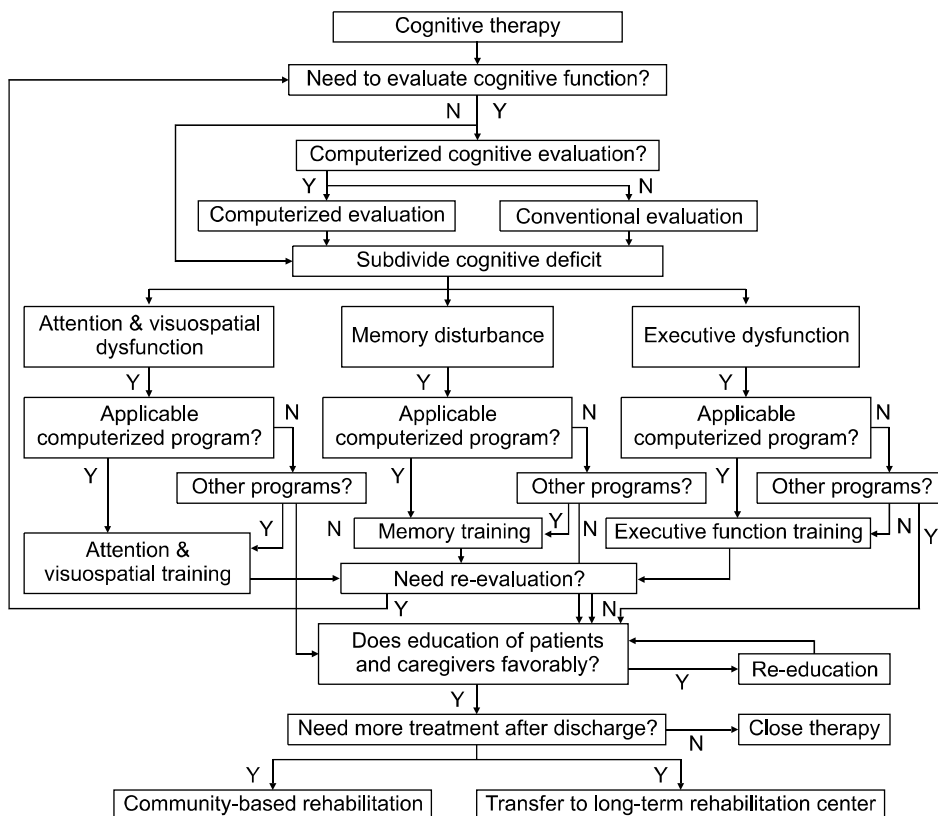 Cognitive therapy
Need to evaluate cognitive function?
N Y
Computerized cognitive evaluation?
Y N
Computerized evaluation
Conventional evaluation
Subdivide cognitive deficit
Attention & visuospatial
dysfunction
Memory disturbance
Executive dysfunction
Y
Y
Y
Applicable
computerized program?
N
Applicable
computerized program?
N
Applicable
computerized program?
N
Y
Y
Y
Other programs?
Other programs?
Other programs?
Y
N
Y
N
N
Y
Memory training
Executive function training
Attention &
visuospatial training
Need re-evaluation?
Y
N
Does education of patients
and caregivers favorably?
Y
Re-education
Y
Need more treatment after discharge?
N
Close therapy
Y
Y
Community-based rehabilitation
Transfer to long-term rehabilitation center